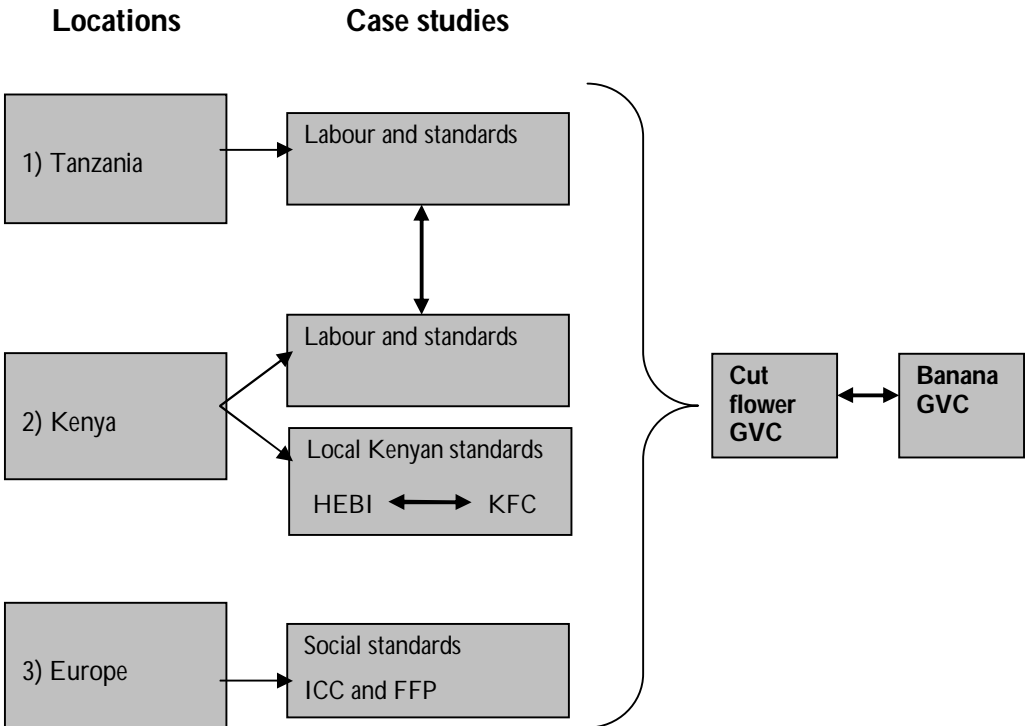 Locations
Case studies
1) Tanzania
Labour and standards
2) Kenya
Labour and standards
Local Kenyan standards
HEBI KFC
3) Europe
Social standards
ICC and FFP
Cut
flower
GVC
Banana
GVC